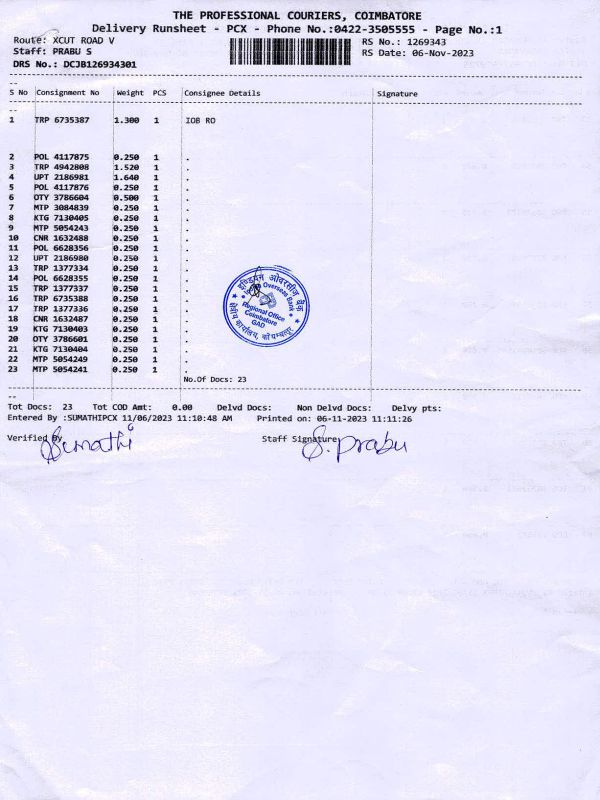 THE PROFESSIONAL COURIERS, COIMBATORE
Delivery Runsheet - PCX - Phone No.:0422-3505555 - Page No.:1
Route: XCUT ROAD V
RS No.: 1269343
Staff: PRABU S
RS Date: 06-Nov-2023
DRS No.: DCJB126934301
S No Consignment No Weight PCS Consignee Details Signature
1 TRP 6735387 1.300 1 IOB RO
2 POL 4117875 0.250 1 .
3 TRP 4942808 1.520 1 .
4 UPT 2186981 1.640 1 .
5 POL 4117876 0.250 1 .
6 OTY 3786604 0.500 1 .
7 MTP 3084839 0.250 1 .
8 KTG 7130405 0.250 1 .
9 MTP 5054243 0.250 1 .
10 CNR 1632488 0.250 1 .
11 POL 6628356 0.250 1 .
12 UPT 2186980 0.250 1 .
13 TRP 1377334 0.250 1 .
14 POL 6628355 0.250 1 .
15 TRP 1377337 0.250 1 .
16 TRP 6735388 0.250 1 .
17 TRP 1377336 0.250 1 .
18 CNR 1632487 0.250 1 .
19 KTG 7130403 0.250 1 .
20 OTY 3786601 0.250 1 .
21 KTG 7130404 0.250 1 .
22 MTP 5054249 0.250 1 .
23 MTP 5054241 0.250 1 .
इण्डियन ओवरसीज बैंक
Overseas Bank
Regional Office
Coimbatore
GAD
क्षेत्रीय कार्यालय, कोयम्बत्तूर
No.Of Docs: 23
Tot Docs: 23 Tot COD Amt: 0.00 Delvd Docs: Non Delvd Docs: Delvy pts:
Entered By :SUMATHIPCX 11/06/2023 11:10:48 AM Printed on: 06-11-2023 11:11:26
Verified By Staff Signature
Sumathi S. Prabu